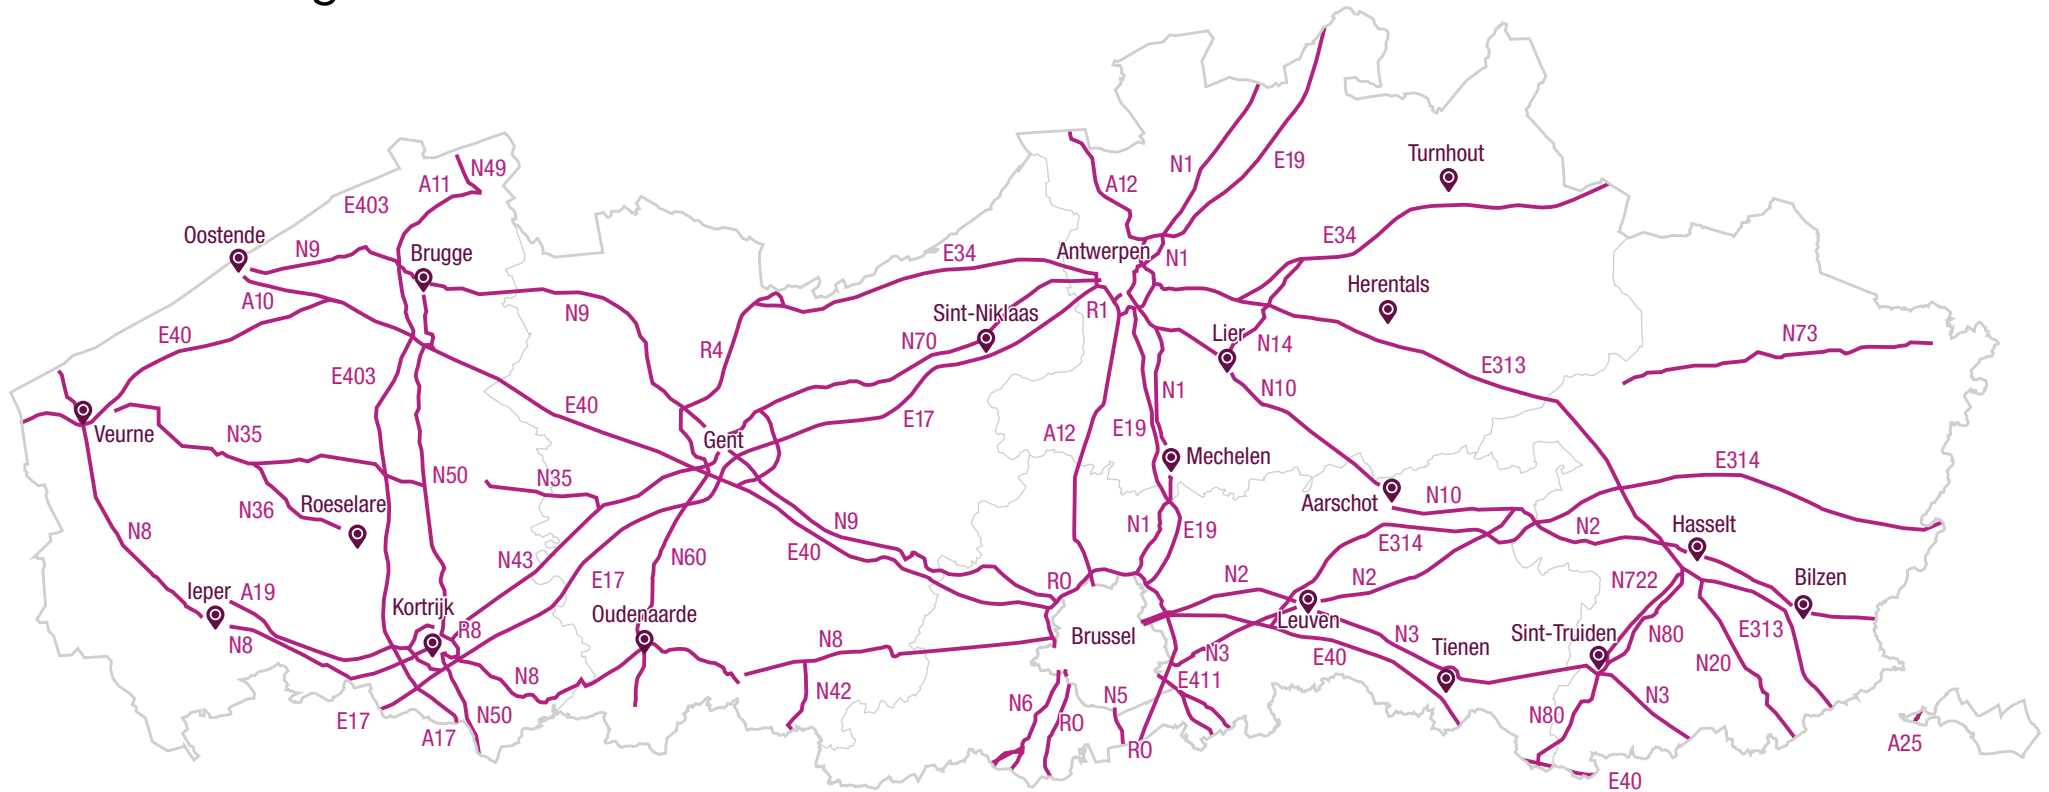 Turnhout
N49
N1
E19
A11
A12
E403
Oostende
N9
Brugge
E34
Antwerpen
N1
E34
Herentals
A10
N9
R1
Sint-Niklaas
Lier
N14
N73
E40
R4
N70
E403
E313
N10
N1
E40
E17
Veurne
N35
Gent
A12
E19
Mechelen
E314
N50
N35
Aarschot
N10
Roeselare
N36
N8
N9
N1
E19
N2
Hasselt
E314
E40
N43
N60
E17
R0
N2
N2
N722
Bilzen
Ieper
A19
Kortrijk
R8
Oudenaarde
Leuven
Brussel
N8
N8
N3
Sint-Truiden
N80
E313
Tienen
N3
E40
N20
N8
E411
N42
N6
N5
N3
N80
E17
N50
A17
R0
R0
A25
E40